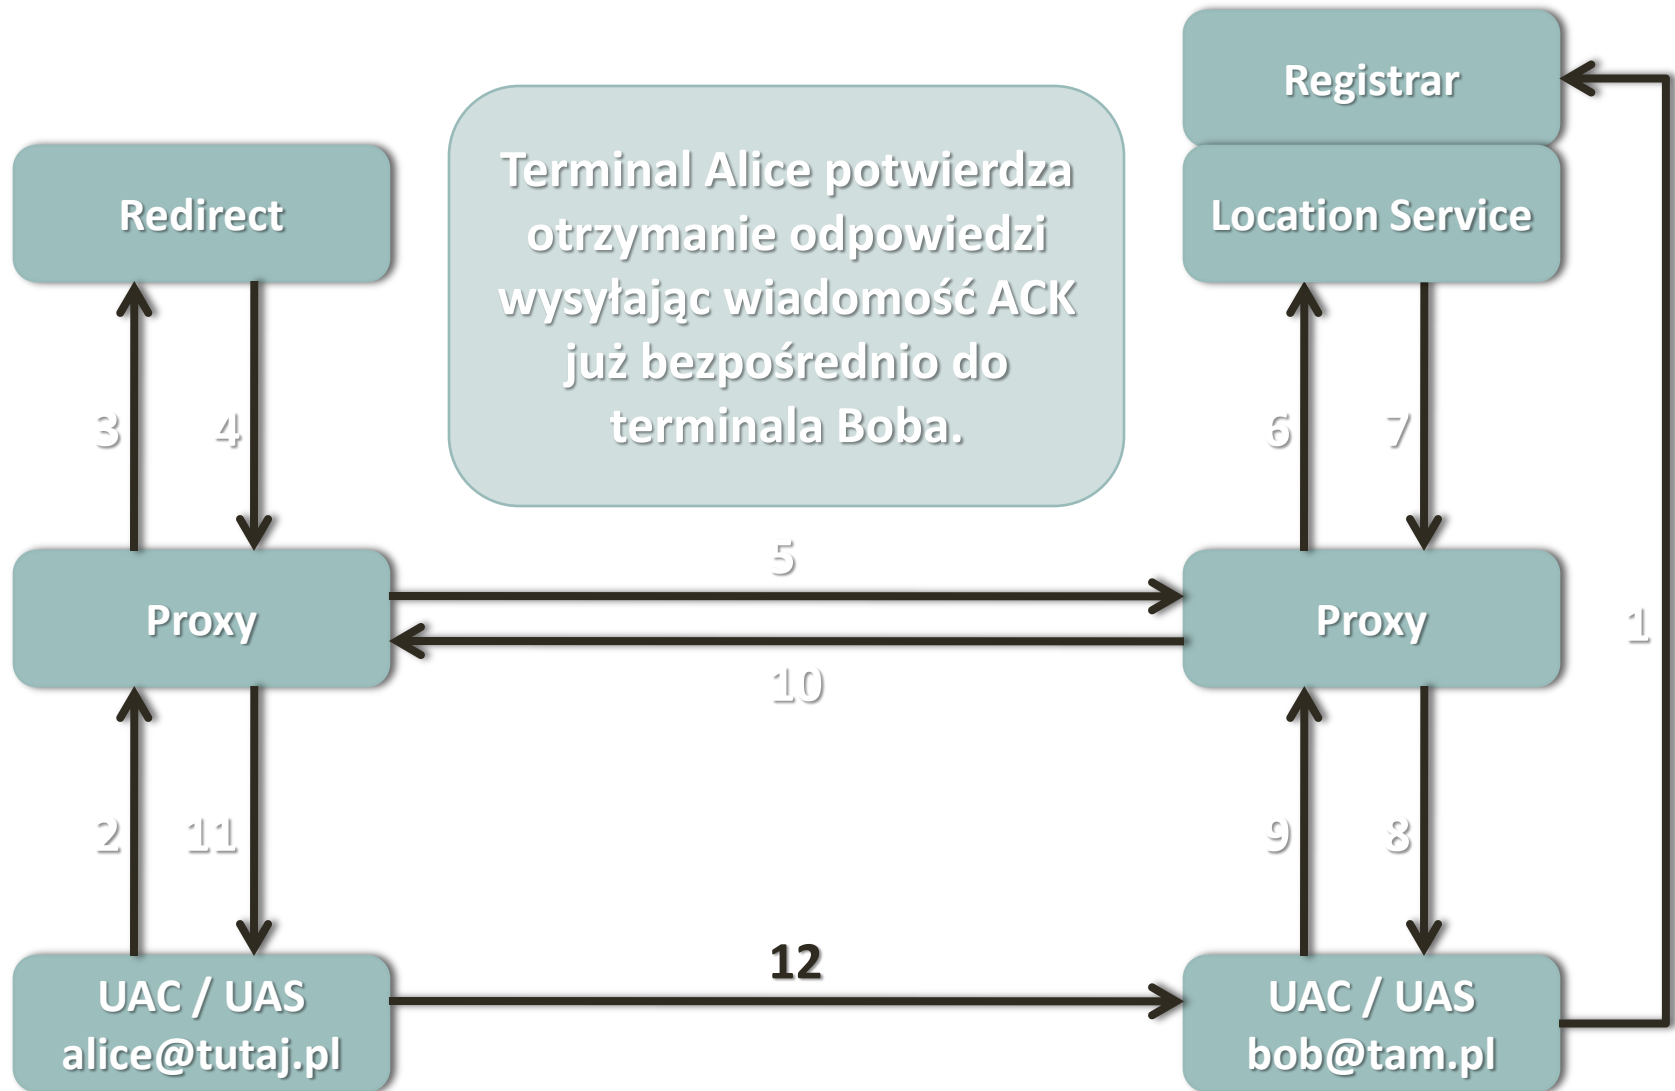 Registrar
Redirect
Location Service
Terminal Alice potwierdza
otrzymanie odpowiedzi
wysyłając wiadomość ACK
już bezpośrednio do
terminala Boba.
3
4
6
7
5
Proxy
Proxy
1
10
2
11
9
8
12
UAC / UAS
alice@tutaj.pl
UAC / UAS
bob@tam.pl